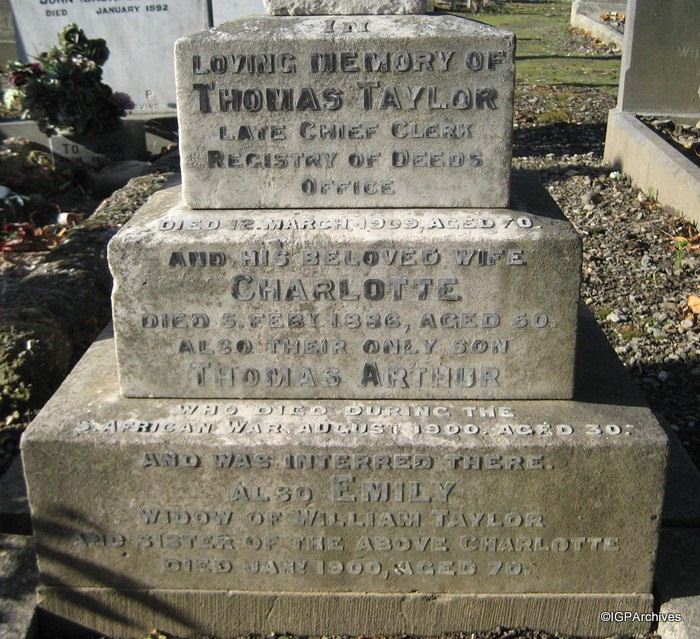 DIED JANUARY 1992
IN
LOVING MEMORY OF
THOMAS TAYLOR
LATE CHIEF CLERK
REGISTRY OF DEEDS
OFFICE
DIED 12. MARCH 1909, AGED 70.
AND HIS BELOVED WIFE
CHARLOTTE
DIED 5. FEBY. 1896, AGED 50.
ALSO THEIR ONLY SON
THOMAS ARTHUR
WHO DIED DURING THE
S. AFRICAN WAR AUGUST 1900. AGED 30.
AND WAS INTERRED THERE.
ALSO EMILY
WIDOW OF WILLIAM TAYLOR
AND SISTER OF THE ABOVE CHARLOTTE
DIED JANY. 1900, AGED 70.
©IGPArchives